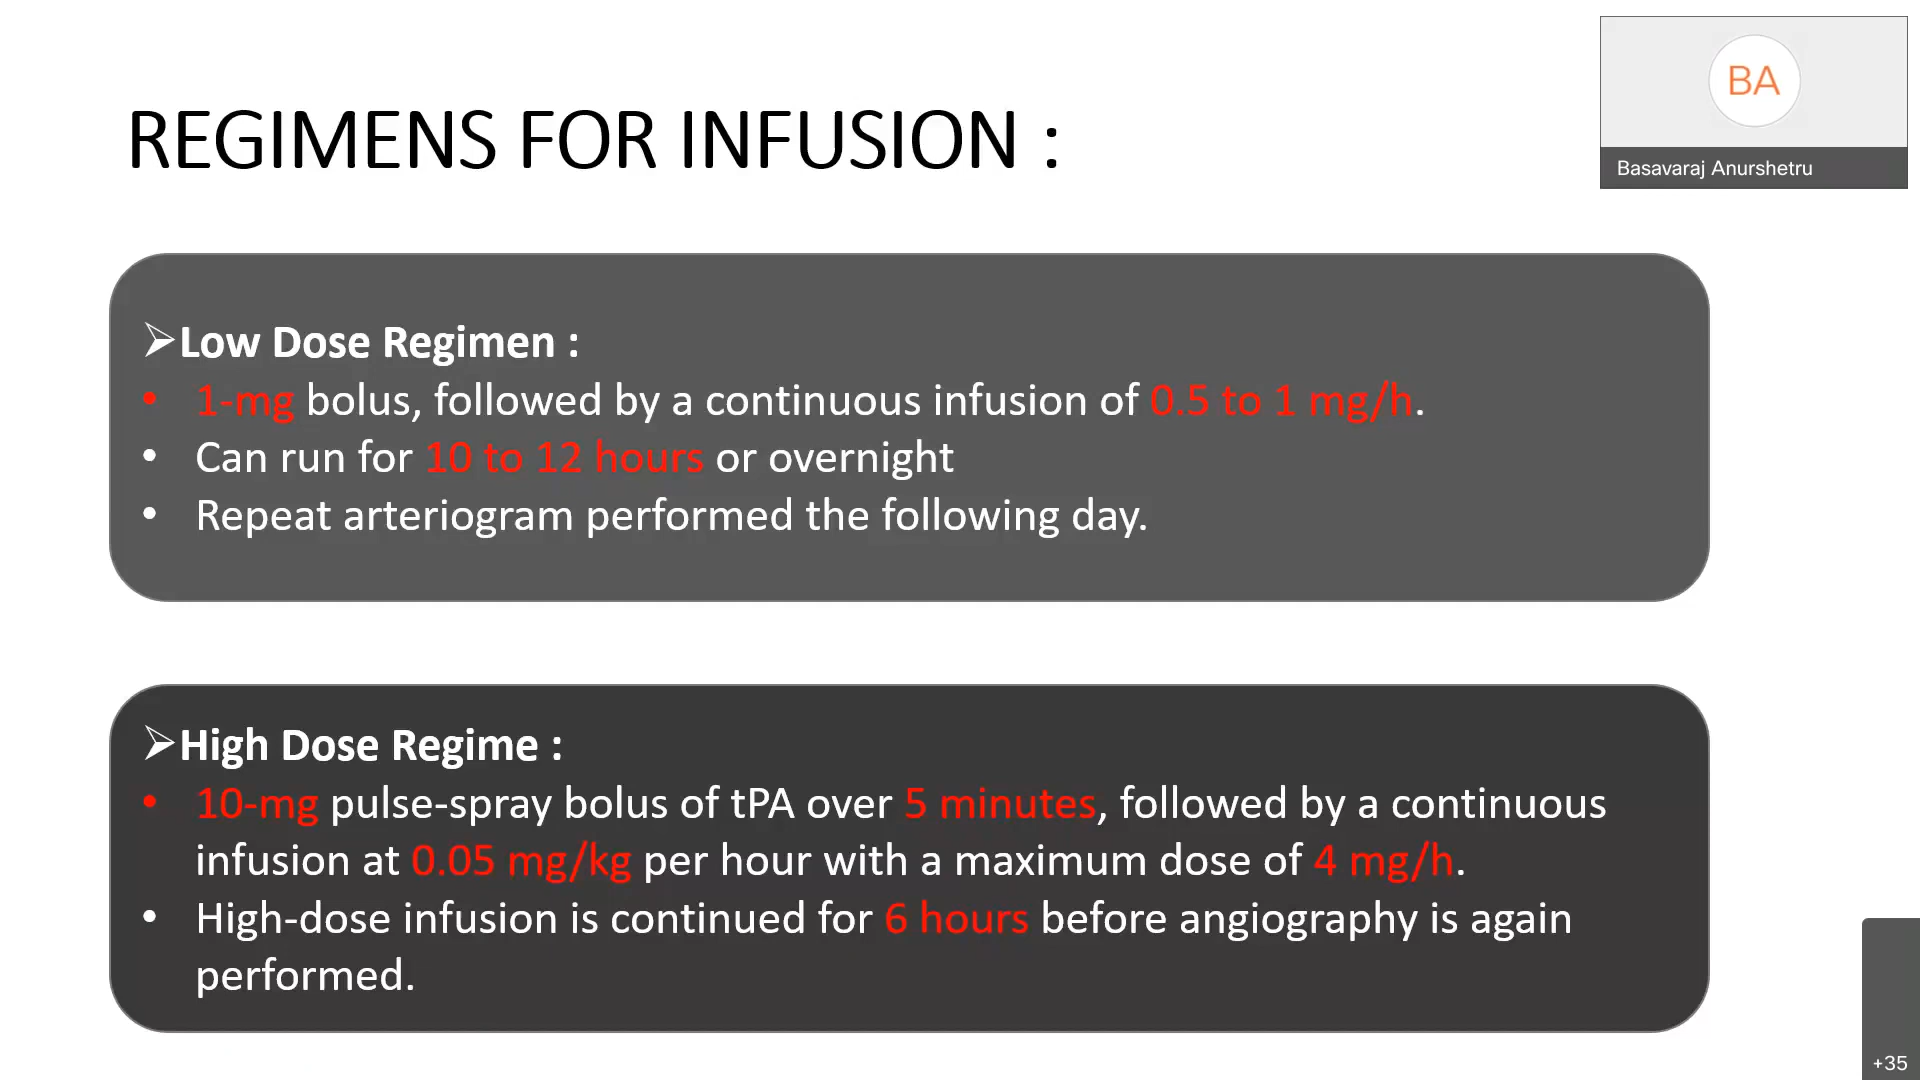 REGIMENS FOR INFUSION :
BA
Basavaraj Anurshetru
➢Low Dose Regimen :
• 1-mg bolus, followed by a continuous infusion of 0.5 to 1 mg/h.
• Can run for 10 to 12 hours or overnight
• Repeat arteriogram performed the following day.
➢High Dose Regime :
• 10-mg pulse-spray bolus of tPA over 5 minutes, followed by a continuous
infusion at 0.05 mg/kg per hour with a maximum dose of 4 mg/h.
• High-dose infusion is continued for 6 hours before angiography is again
performed.
+35